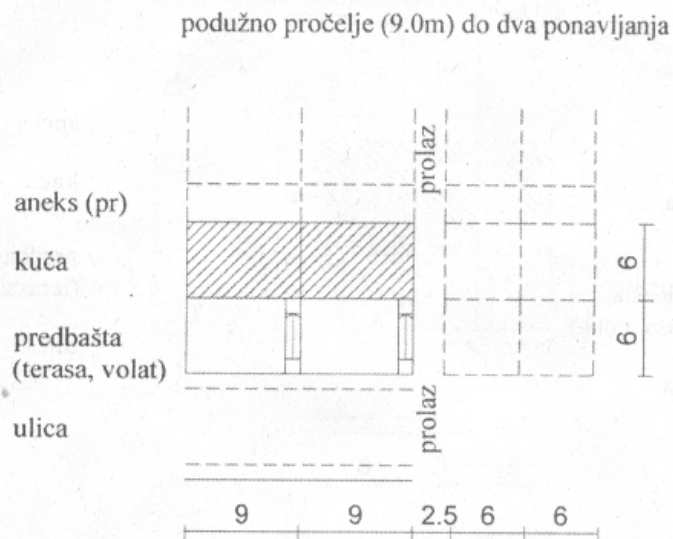 podužno pročelje (9.0m) do dva ponavljanja
prolaz
aneks (pr)
kuća
6
predbašta
(terasa, volat)
6
ulica
prolaz
9 9 2.5 6 6